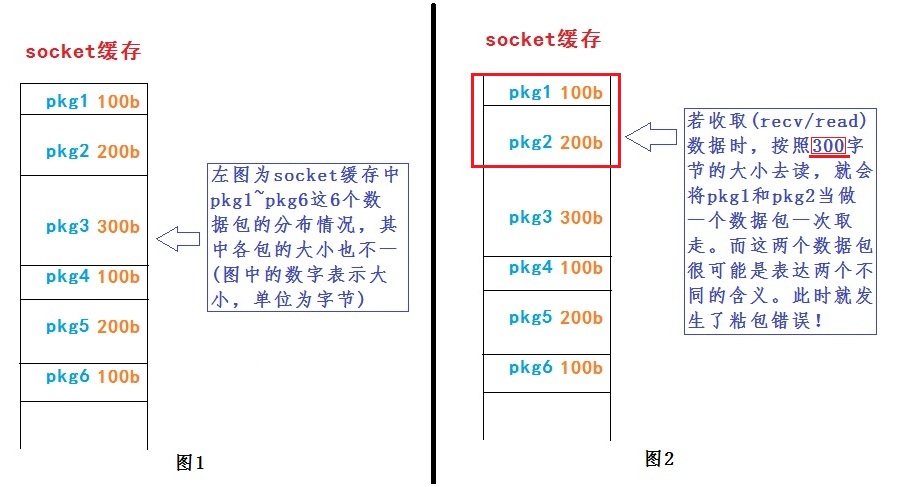 socket缓存
pkg1 100b
pkg2 200b
pkg3 300b
pkg4 100b
pkg5 200b
pkg6 100b
左图为socket缓存中
pkg1~pkg6这6个数
据包的分布情况，其
中各包的大小也不一
(图中的数字表示大
小，单位为字节)
图1
socket缓存
pkg1 100b
pkg2 200b
pkg3 300b
pkg4 100b
pkg5 200b
pkg6 100b
若收取(recv/read)
数据时，按照300字
节的大小去读，就会
将pkg1和pkg2当做
一个数据包一次取
走。而这两个数据包
很可能是表达两个不
同的含义。此时就发
生了粘包错误！
图2